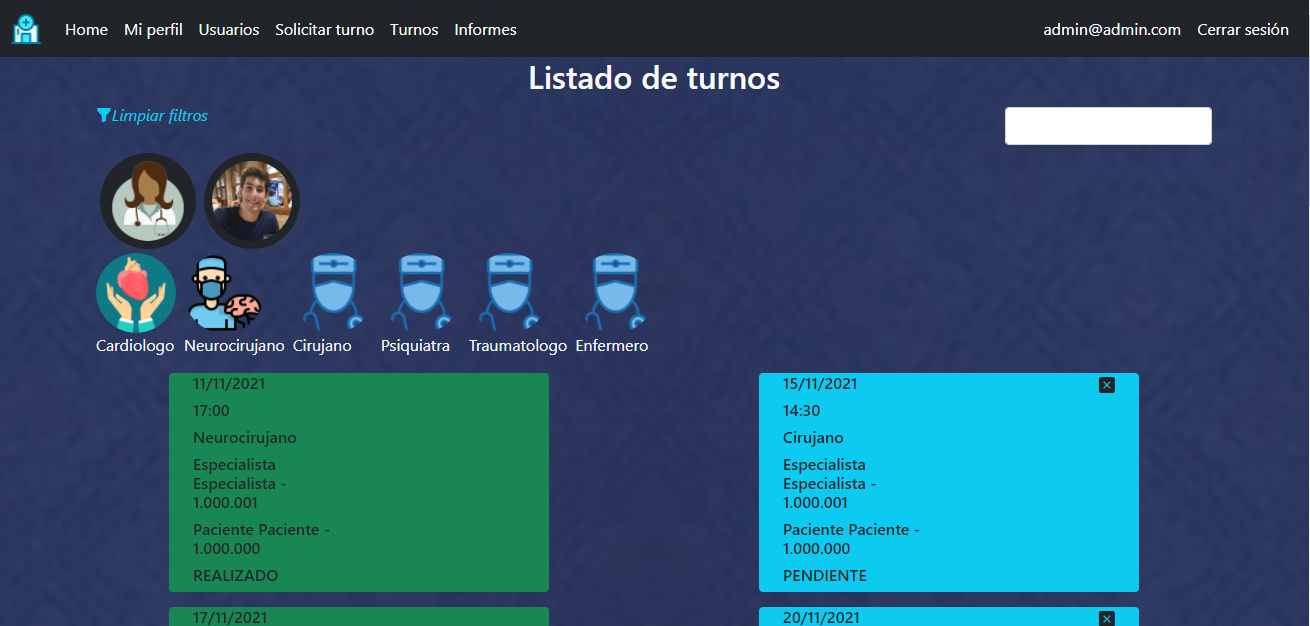 Home Mi perfil Usuarios Solicitar turno Turnos Informes admin@admin.com Cerrar sesión
Listado de turnos
Limpiar filtros
Cardiologo Neurocirujano Cirujano Psiquiatra Traumatologo Enfermero
11/11/2021
17:00
Neurocirujano
Especialista
Especialista -
1.000.001
Paciente Paciente -
1.000.000
REALIZADO
15/11/2021
14:30
Cirujano
Especialista
Especialista -
1.000.001
Paciente Paciente -
1.000.000
PENDIENTE
17/11/2021
20/11/2021